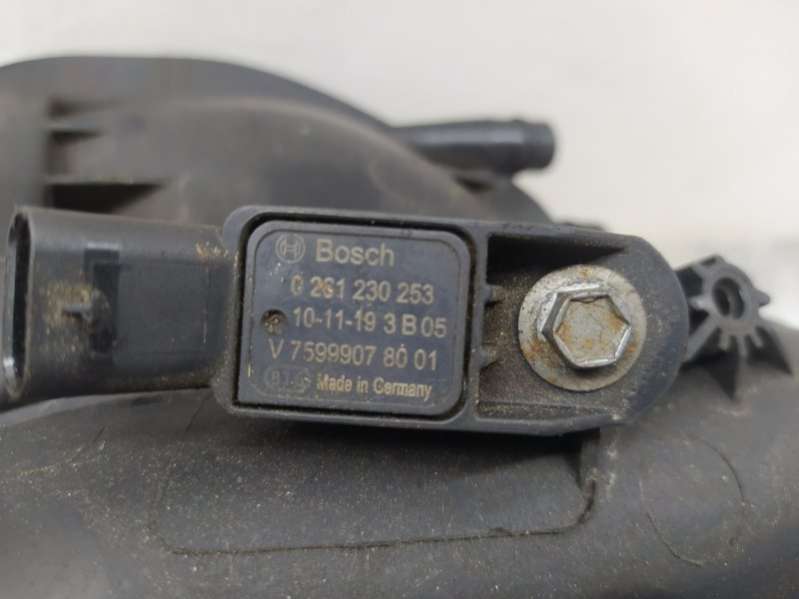 Bosch
0 261 230 253
10-11-19 3 B 05
V 7599907 80 01
Made in Germany